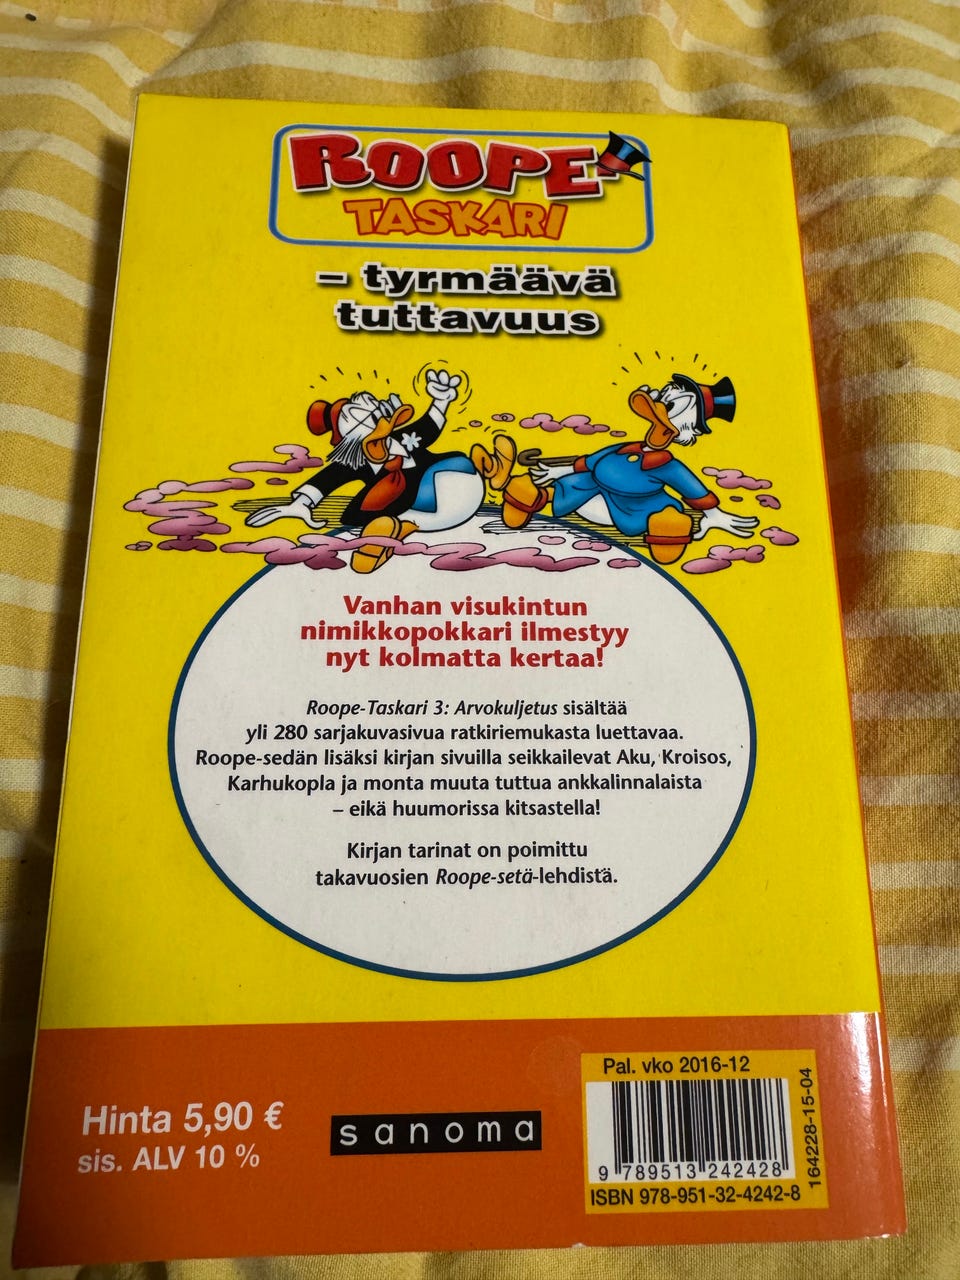 ROOPE-
TASKARI
– tyrmäävä
tuttavuus
Vanhan visukintun
nimikkopokkari ilmestyy
nyt kolmatta kertaa!
Roope-Taskari 3: Arvokuljetus sisältää
yli 280 sarjakuvasivua ratkiriemukasta luettavaa.
Roope-sedän lisäksi kirjan sivuilla seikkailevat Aku, Kroisos,
Karhukopla ja monta muuta tuttua ankkalinnalaista
– eikä huumorissa kitsastella!
Kirjan tarinat on poimittu
takavuosien Roope-setä-lehdistä.
Hinta 5,90 €
sis. ALV 10 %
sanoma
Pal. vko 2016-12
9 789513 242428
ISBN 978-951-32-4242-8
164228-15-04